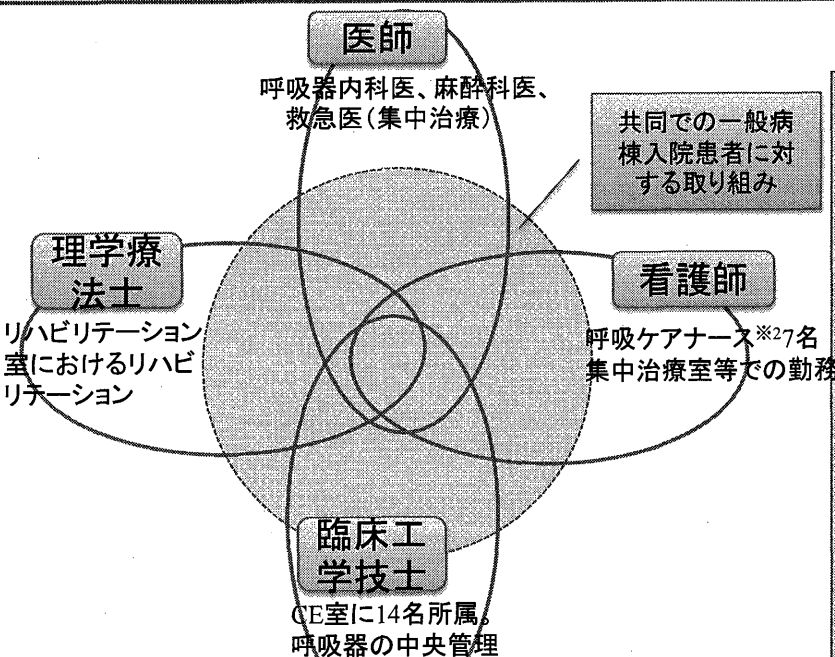 医師
呼吸器内科医、麻酔科医、
救急医(集中治療)
共同での一般病
棟入院患者に対
する取り組み
理学療
法士
リハビリテーション
室におけるリハビ
リテーション
看護師
呼吸ケアナース※27名
集中治療室等での勤務
臨床工
学技士
CE室に14名所属。
呼吸器の中央管理